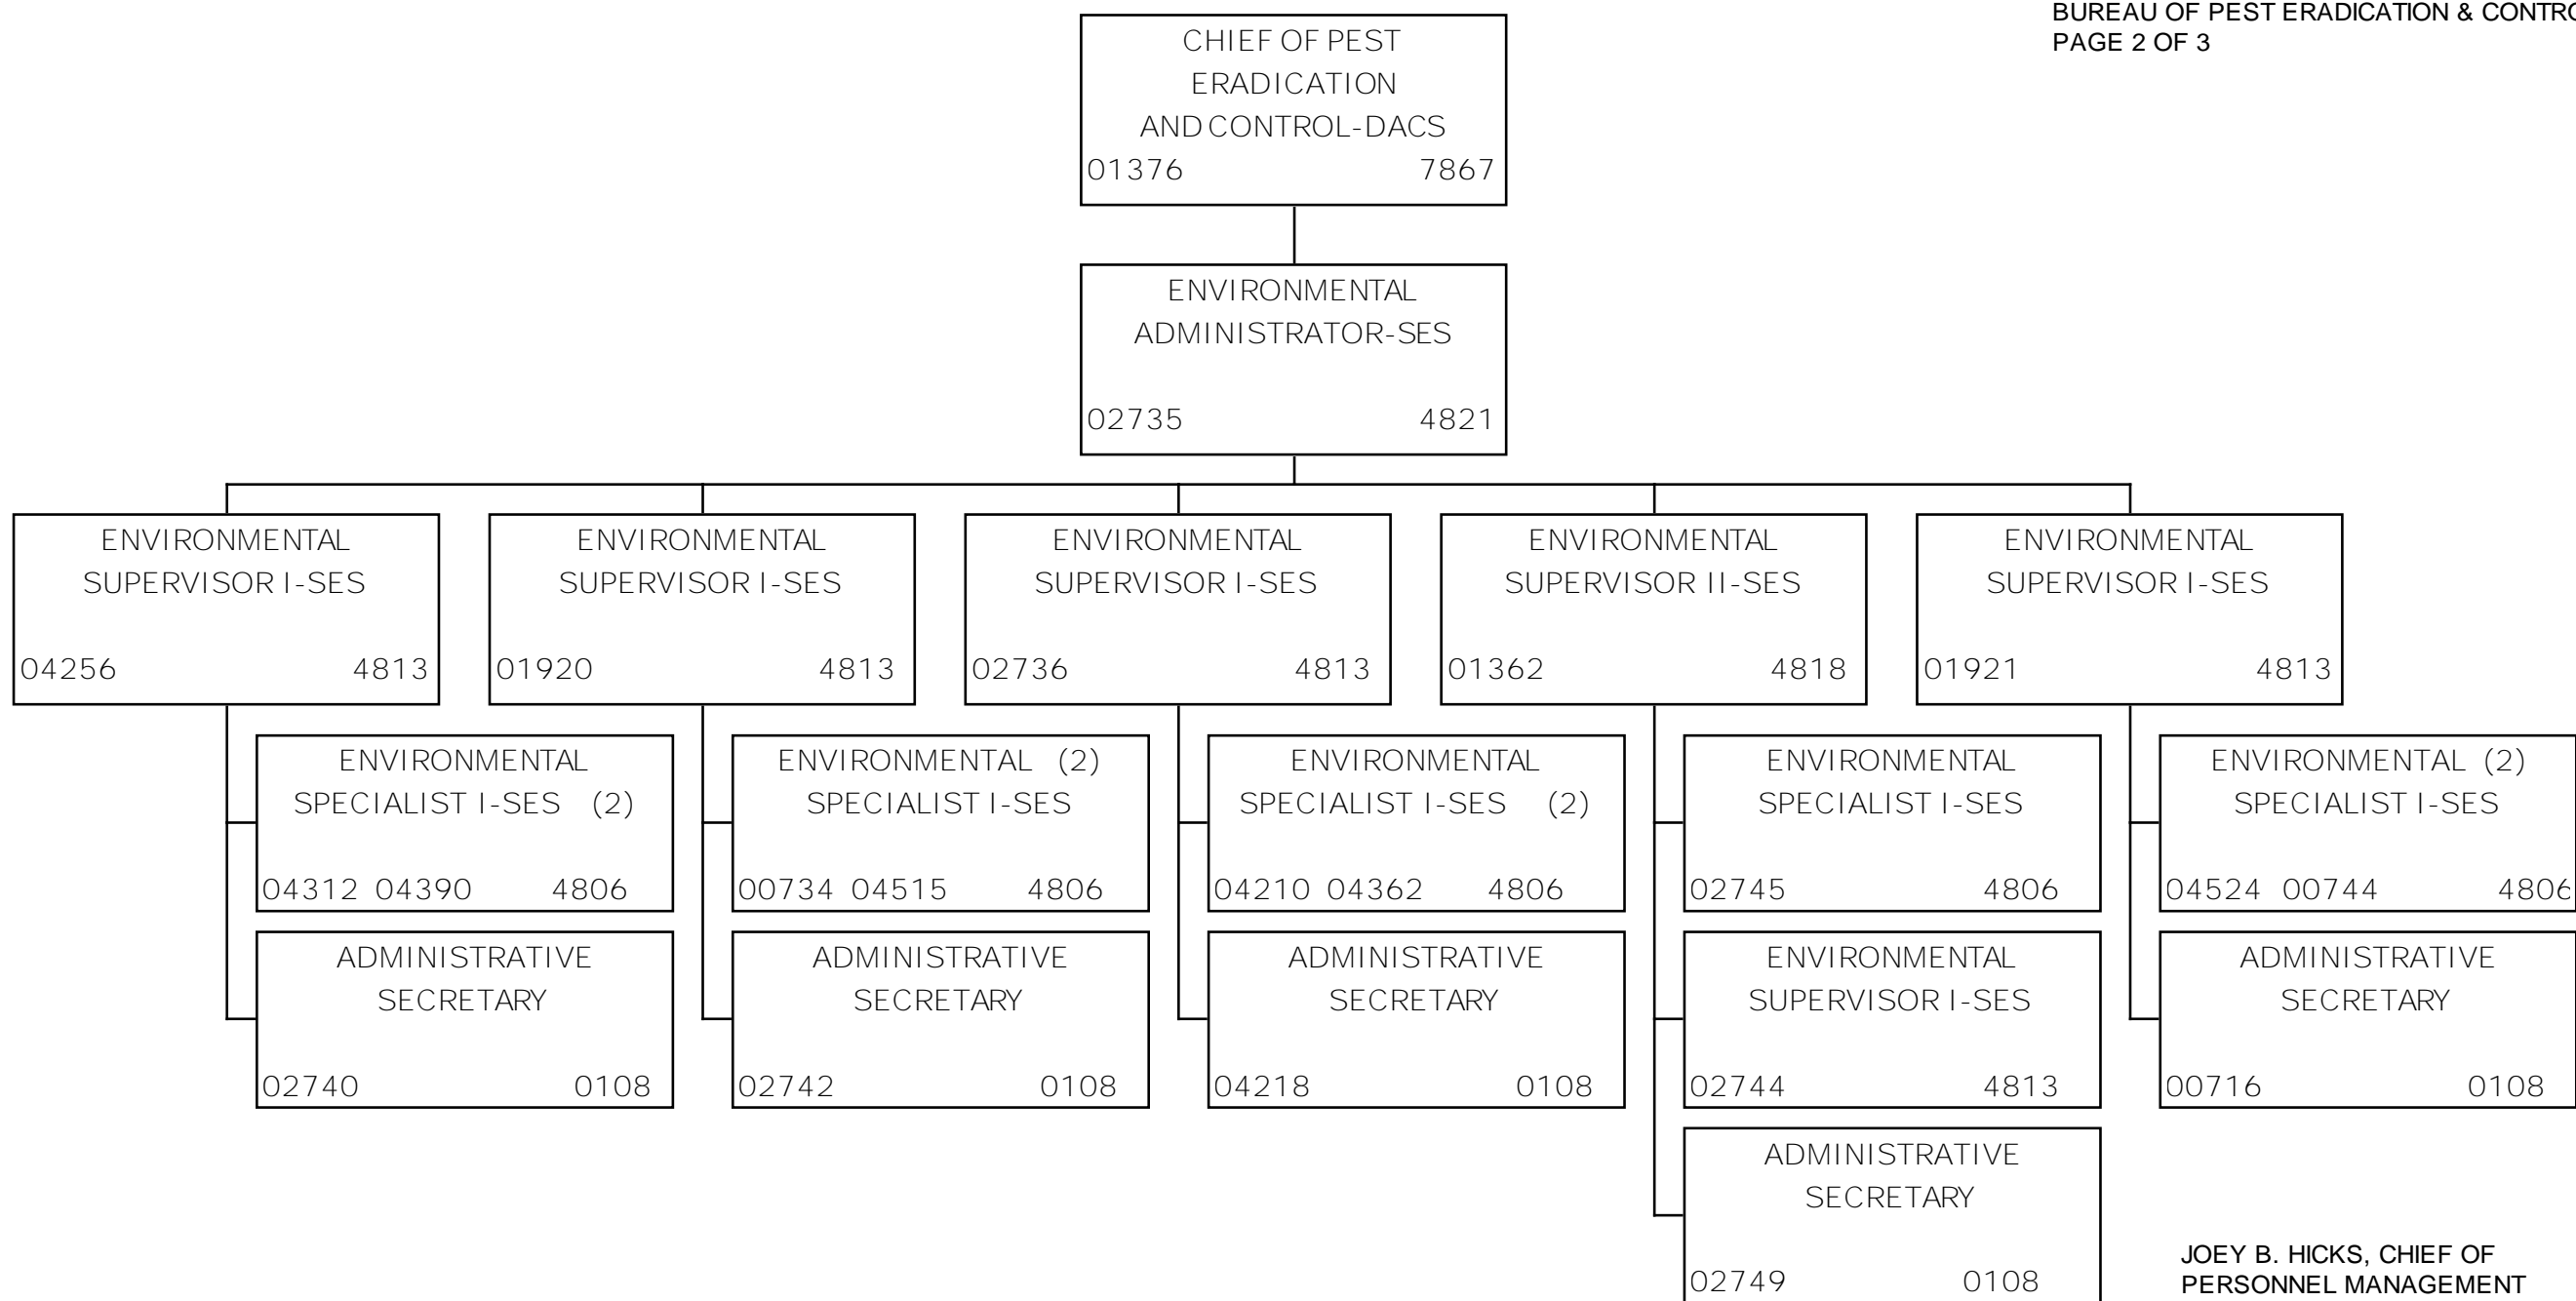 BUREAU OF PEST ERADICATION & CONTRO
PAGE 2 OF 3
CHIEF OF PEST
ERADICATION
AND CONTROL-DACS
01376 7867
ENVIRONMENTAL
ADMINISTRATOR-SES
02735 4821
ENVIRONMENTAL
SUPERVISOR I-SES
04256 4813
ENVIRONMENTAL
SUPERVISOR I-SES
01920 4813
ENVIRONMENTAL
SUPERVISOR I-SES
02736 4813
ENVIRONMENTAL
SUPERVISOR II-SES
01362 4818
ENVIRONMENTAL
SUPERVISOR I-SES
01921 4813
ENVIRONMENTAL
SPECIALIST I-SES (2)
04312 04390 4806
ENVIRONMENTAL (2)
SPECIALIST I-SES
00734 04515 4806
ENVIRONMENTAL
SPECIALIST I-SES (2)
04210 04362 4806
ENVIRONMENTAL
SPECIALIST I-SES
02745 4806
ENVIRONMENTAL (2)
SPECIALIST I-SES
04524 00744 4806
ADMINISTRATIVE
SECRETARY
02740 0108
ADMINISTRATIVE
SECRETARY
02742 0108
ADMINISTRATIVE
SECRETARY
04218 0108
ENVIRONMENTAL
SUPERVISOR I-SES
02744 4813
ADMINISTRATIVE
SECRETARY
00716 0108
ADMINISTRATIVE
SECRETARY
02749 0108
JOEY B. HICKS, CHIEF OF
PERSONNEL MANAGEMENT